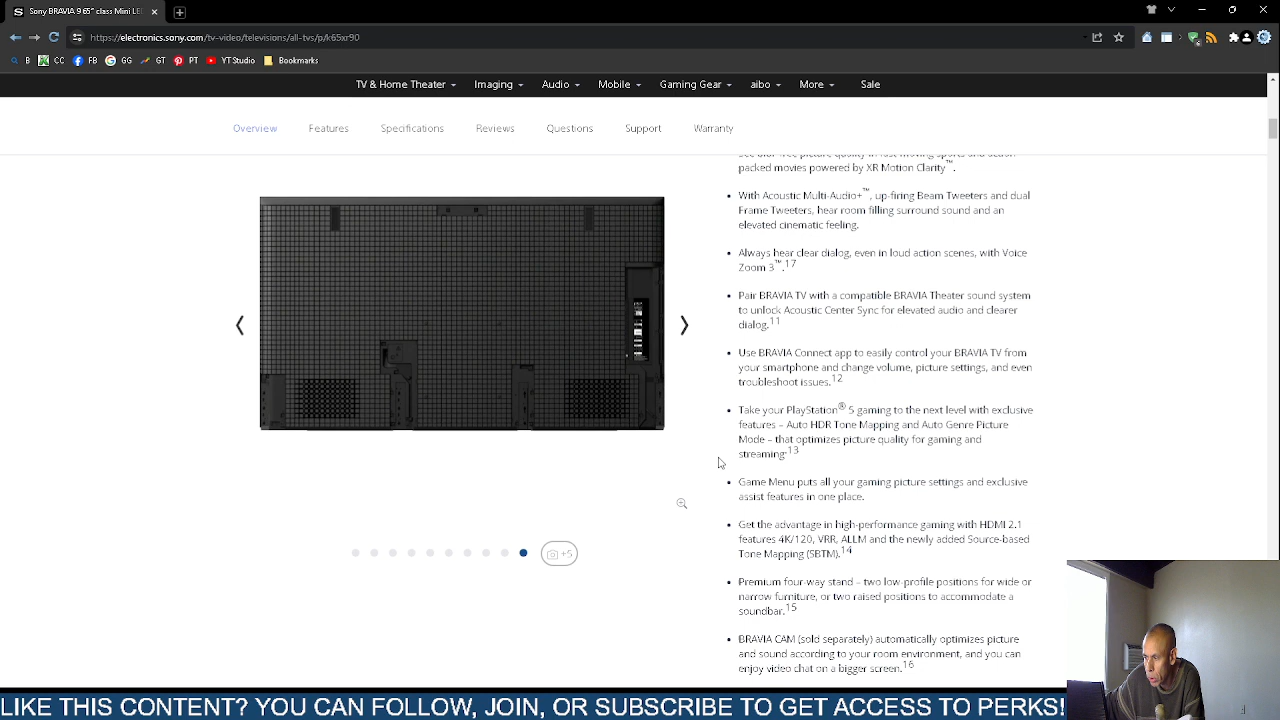 Sony BRAVIA 9 65" class Mini LE
https://electronics.sony.com/tv-video/televisions/all-tvs/p/k65xr90
B
CC
FB
GG
GT
PT
YT Studio
Bookmarks
TV & Home Theater
Imaging
Audio
Mobile
Gaming Gear
aibo
More
Sale
Overview
Features
Specifications
Reviews
Questions
Support
Warranty
packed movies powered by XR Motion Clarity™.
With Acoustic Multi-Audio+™, up-firing Beam Tweeters and dual
Frame Tweeters, hear room filling surround sound and an
elevated cinematic feeling.
Always hear clear dialog, even in loud action scenes, with Voice
Zoom 3™.17
Pair BRAVIA TV with a compatible BRAVIA Theater sound system
to unlock Acoustic Center Sync for elevated audio and clearer
dialog.11
Use BRAVIA Connect app to easily control your BRAVIA TV from
your smartphone and change volume, picture settings, and even
troubleshoot issues.12
Take your PlayStation® 5 gaming to the next level with exclusive
features – Auto HDR Tone Mapping and Auto Genre Picture
Mode – that optimizes picture quality for gaming and
streaming.13
Game Menu puts all your gaming picture settings and exclusive
assist features in one place.
Get the advantage in high-performance gaming with HDMI 2.1
features 4K/120, VRR, ALLM and the newly added Source-based
Tone Mapping (SBTM).14
Premium four-way stand – two low-profile positions for wide or
narrow furniture, or two raised positions to accommodate a
soundbar.15
BRAVIA CAM (sold separately) automatically optimizes picture
and sound according to your room environment, and you can
enjoy video chat on a bigger screen.16
+5
LIKE THIS CONTENT? YOU CAN FOLLOW, JOIN, OR SUBSCRIBE TO GET ACCESS TO PERKS!